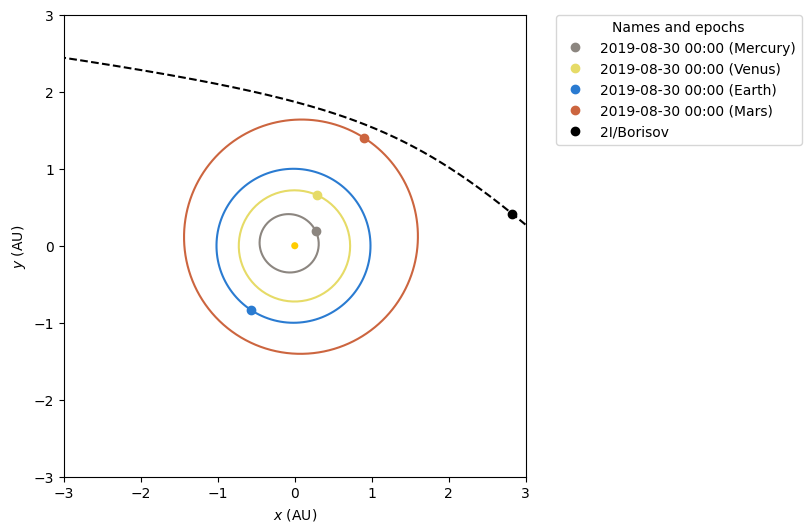 Names and epochs
2019-08-30 00:00 (Mercury)
2019-08-30 00:00 (Venus)
2019-08-30 00:00 (Earth)
2019-08-30 00:00 (Mars)
2I/Borisov
3
2
1
0
−1
−2
−3
y (AU)
−3 −2 −1 0 1 2 3
x (AU)